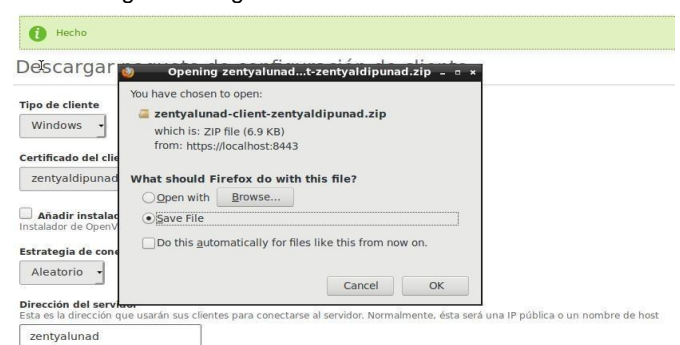 Hecho
Descargar
Opening zentyalunad...t-zentyaldipunad.zip
You have chosen to open:
zentyalunad-client-zentyaldipunad.zip
which is: ZIP file (6.9 KB)
from: https://localhost:8443
What should Firefox do with this file?
Open with Browse...
Save File
Do this automatically for files like this from now on.
Cancel OK
Tipo de cliente
Windows
Certificado del clie
zentyaldipunad
Añadir instalad
Instalador de OpenV
Estrategia de cone
Aleatorio
Dirección del servidor
Esta es la dirección que usarán sus clientes para conectarse al servidor. Normalmente, ésta será una IP pública o un nombre de host
zentyalunad